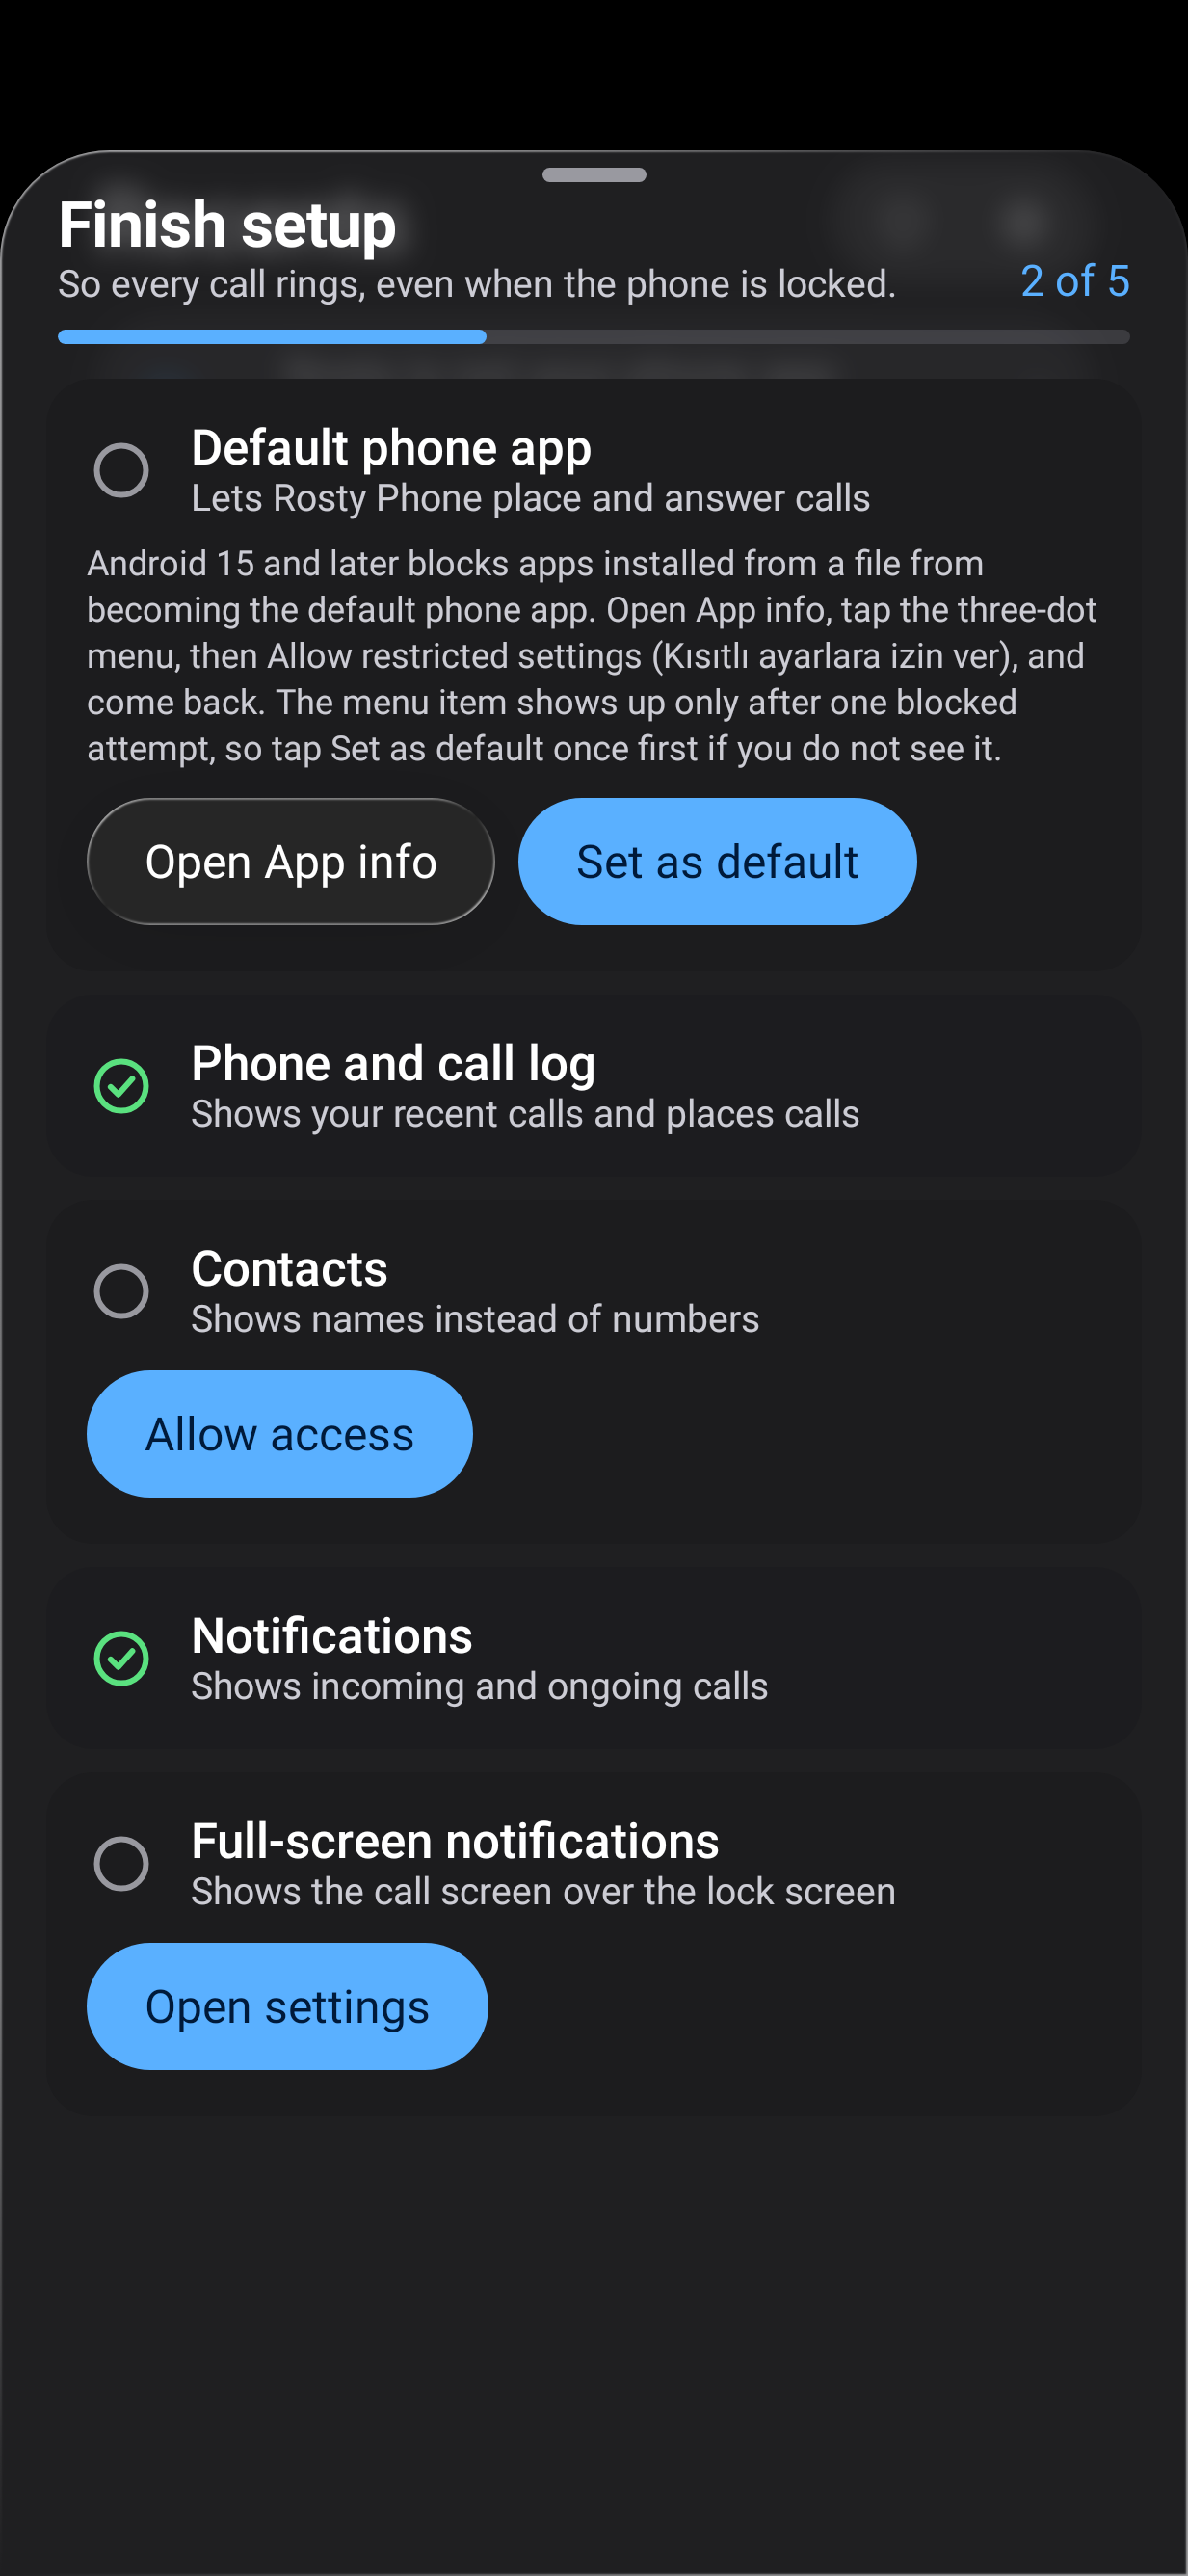 Finish setup
So every call rings, even when the phone is locked.
2 of 5
Default phone app
Lets Rosty Phone place and answer calls
Android 15 and later blocks apps installed from a file from
becoming the default phone app. Open App info, tap the three-dot
menu, then Allow restricted settings (Kısıtlı ayarlara izin ver), and
come back. The menu item shows up only after one blocked
attempt, so tap Set as default once first if you do not see it.
Open App info
Set as default
Phone and call log
Shows your recent calls and places calls
Contacts
Shows names instead of numbers
Allow access
Notifications
Shows incoming and ongoing calls
Full-screen notifications
Shows the call screen over the lock screen
Open settings